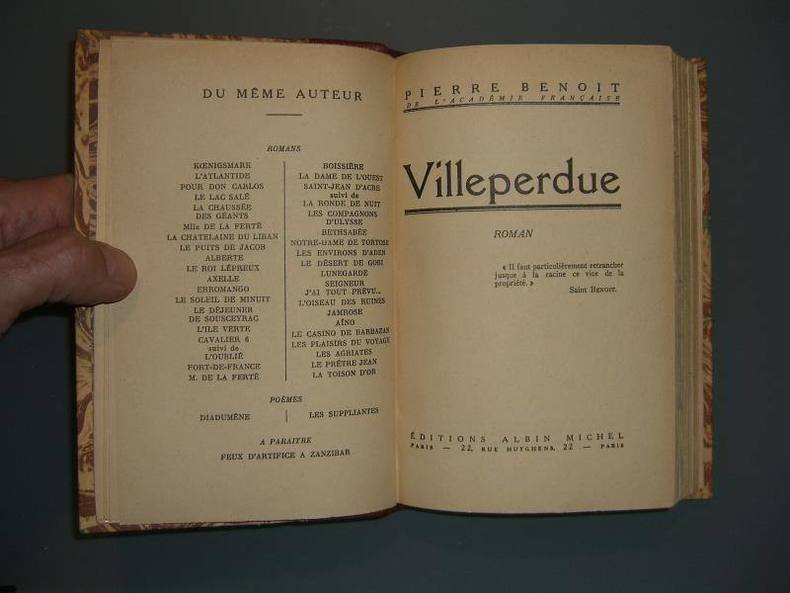 DU MÊME AUTEUR
ROMANS
KŒNIGSMARK
L'ATLANTIDE
POUR DON CARLOS
LE LAC SALÉ
LA CHAUSSÉE
DES GÉANTS
Mlle DE LA FERTÉ
LA CHATELAINE DU LIBAN
LE PUITS DE JACOB
ALBERTE
LE ROI LÉPREUX
AXELLE
ERROMANGO
LE SOLEIL DE MINUIT
LE DÉJEUNER
DE SOUSCEYRAC
L'ILE VERTE
CAVALIER 6
suivi de
L'OUBLIÉ
FORT-DE-FRANCE
M. DE LA FERTÉ
BOISSIÈRE
LA DAME DE L'OUEST
SAINT-JEAN D'ACRE
suivi de
LA RONDE DE NUIT
LES COMPAGNONS
D'ULYSSE
BETHSABÉE
NOTRE-DAME DE TORTOSE
LES ENVIRONS D'ADEN
LE DÉSERT DE GOBI
LUNEGARDE
SEIGNEUR
J'AI TOUT PRÉVU...
L'OISEAU DES RUINES
JAMROSE
AÏNO
LE CASINO DE BARBAZAN
LES PLAISIRS DU VOYAGE
LES AGRIATES
LE PRÊTRE JEAN
LA TOISON D'OR
POÈMES
DIADUMÈNE
LES SUPPLIANTES
A PARAITRE
FEUX D'ARTIFICE A ZANZIBAR
PIERRE BENOIT
DE L'ACADÉMIE FRANÇAISE
Villeperdue
ROMAN
« Il faut particulièrement retrancher
jusque à la racine ce vice de la
propriété. »
Saint BENOIT.
ÉDITIONS ALBIN MICHEL
PARIS — 22, RUE HUYGHENS, 22 — PARIS